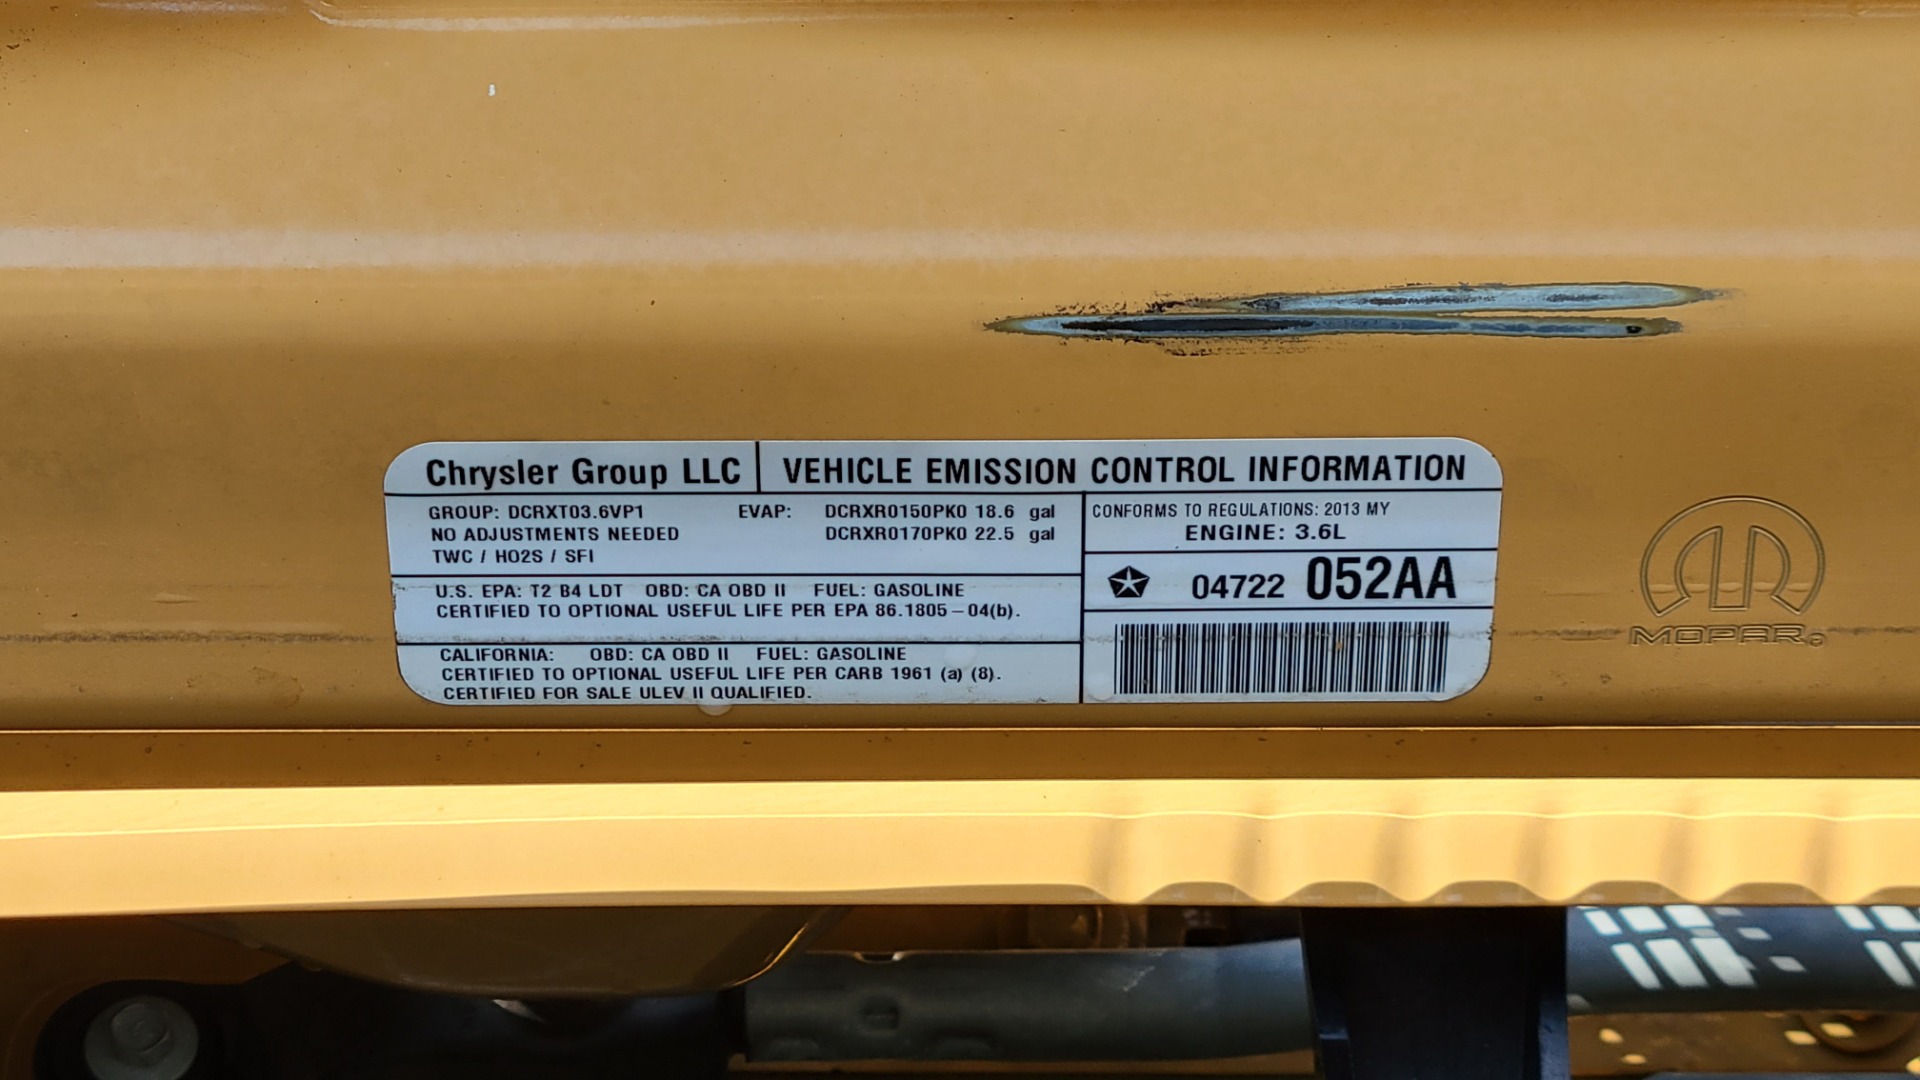 Chrysler Group LLC VEHICLE EMISSION CONTROL INFORMATION
GROUP: DCRXT03.6VP1 EVAP: DCRXR0150PK0 18.6 gal
NO ADJUSTMENTS NEEDED DCRXR0170PK0 22.5 gal
TWC / HO2S / SFI
CONFORMS TO REGULATIONS: 2013 MY
ENGINE: 3.6L
04722 052AA
U.S. EPA: T2 B4 LDT OBD: CA OBD II FUEL: GASOLINE
CERTIFIED TO OPTIONAL USEFUL LIFE PER EPA 86.1805-04(b).
CALIFORNIA: OBD: CA OBD II FUEL: GASOLINE
CERTIFIED TO OPTIONAL USEFUL LIFE PER CARB 1961 (a) (8).
CERTIFIED FOR SALE ULEV II QUALIFIED.
MOPAR